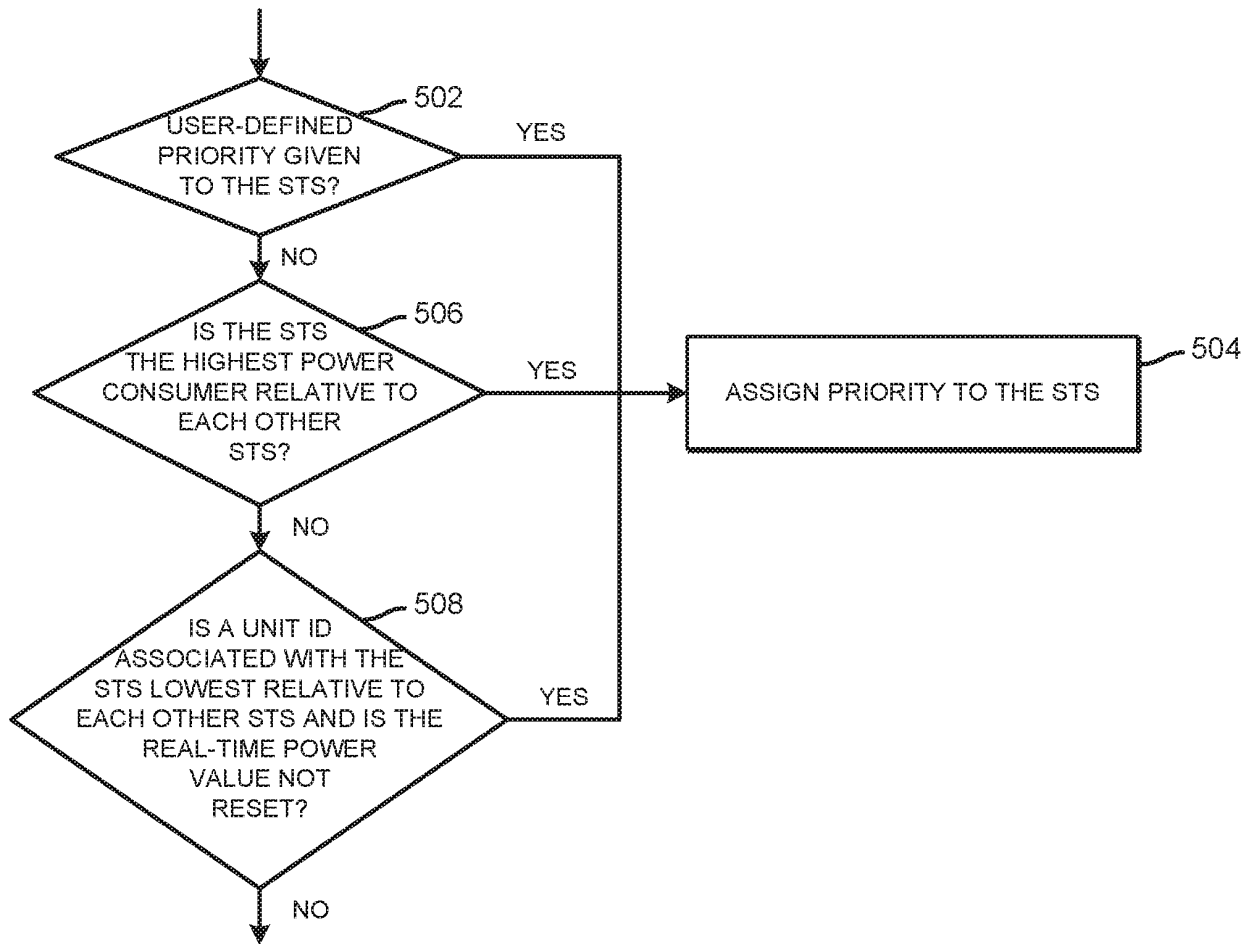 502
USER-DEFINED
PRIORITY GIVEN
TO THE STS?
YES
NO
506
IS THE STS
THE HIGHEST POWER
CONSUMER RELATIVE TO
EACH OTHER
STS?
YES
504
ASSIGN PRIORITY TO THE STS
NO
508
IS A UNIT ID
ASSOCIATED WITH THE
STS LOWEST RELATIVE TO
EACH OTHER STS AND IS THE
REAL-TIME POWER
VALUE NOT
RESET?
YES
NO